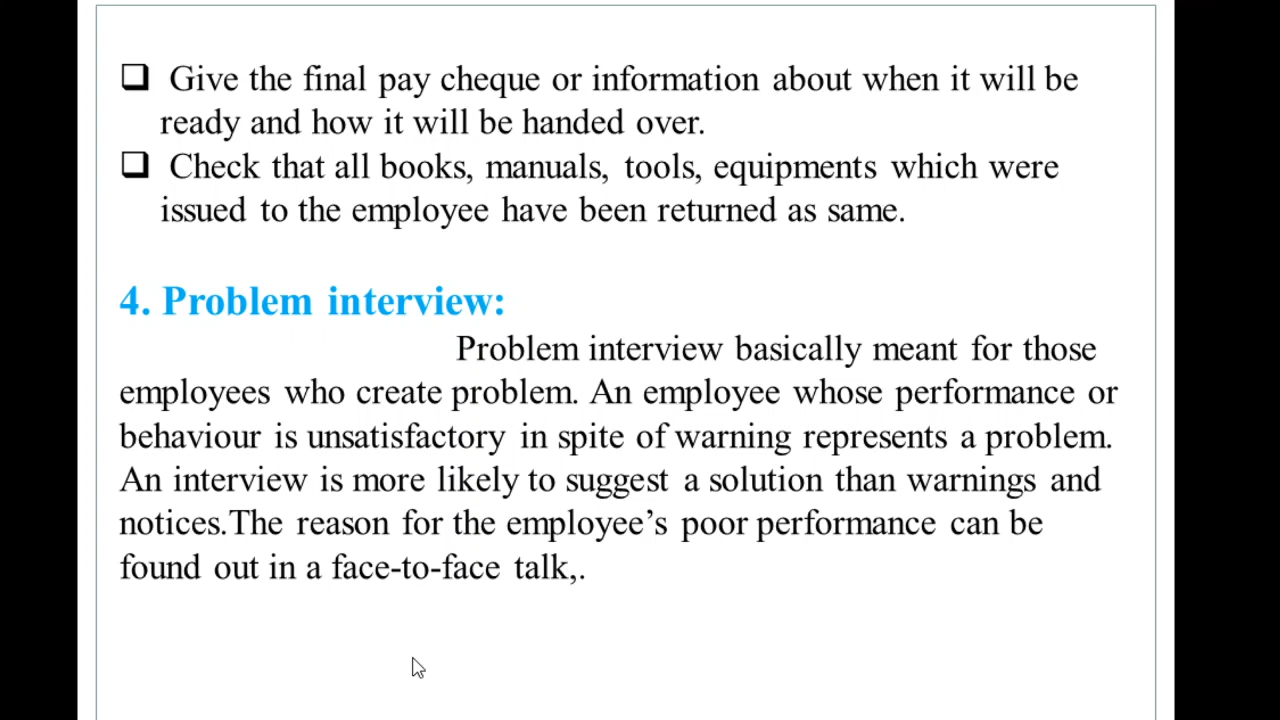 ❑ Give the final pay cheque or information about when it will be
ready and how it will be handed over.
❑ Check that all books, manuals, tools, equipments which were
issued to the employee have been returned as same.
4. Problem interview:
Problem interview basically meant for those
employees who create problem. An employee whose performance or
behaviour is unsatisfactory in spite of warning represents a problem.
An interview is more likely to suggest a solution than warnings and
notices.The reason for the employee’s poor performance can be
found out in a face-to-face talk,.